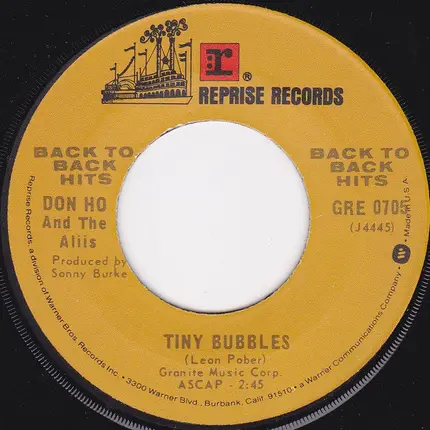 r ®
REPRISE RECORDS
BACK TO BACK HITS
BACK TO BACK HITS
DON HO
And The
Aliis
Produced by
Sonny Burke
GRE 0705
(J4445)
TINY BUBBLES
(Leon Pober)
Granite Music Corp.
ASCAP - 2:45
Reprise Records, a division of Warner Bros. Records Inc. • 3300 Warner Blvd., Burbank, Cal. 91510 • a Warner Communications Company • Made in U.S.A.